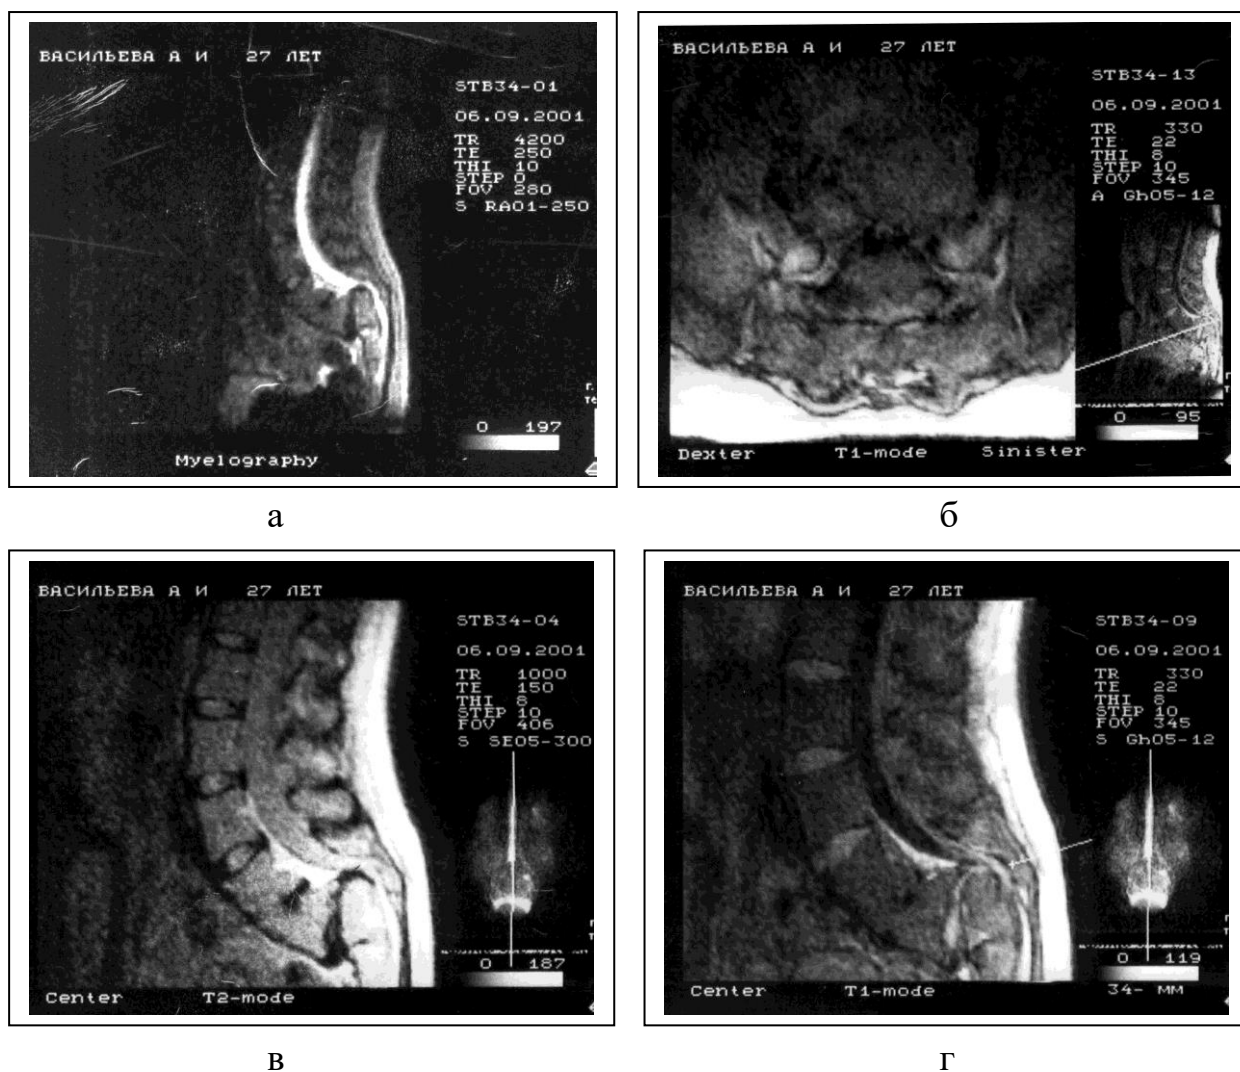 ВАСИЛЬЕВА А И 27 ЛЕТ
STB34-01
06.09.2001
TR 4200
TE 250
THI 10
STEP 0
FOV 280
S RA01-250
0 197
Myelography
а
ВАСИЛЬЕВА А И 27 ЛЕТ
STB34-13
06.09.2001
TR 330
TE 22
THI 8
STEP 10
FOV 345
A Gh05-12
0 95
Dexter T1-mode Sinister
б
ВАСИЛЬЕВА А И 27 ЛЕТ
STB34-04
06.09.2001
TR 1000
TE 150
THI 8
STEP 10
FOV 406
S SE05-300
0 187
Center T2-mode
в
ВАСИЛЬЕВА А И 27 ЛЕТ
STB34-09
06.09.2001
TR 330
TE 22
THI 8
STEP 10
FOV 345
S Gh05-12
0 119
Center T1-mode 34- ММ
г